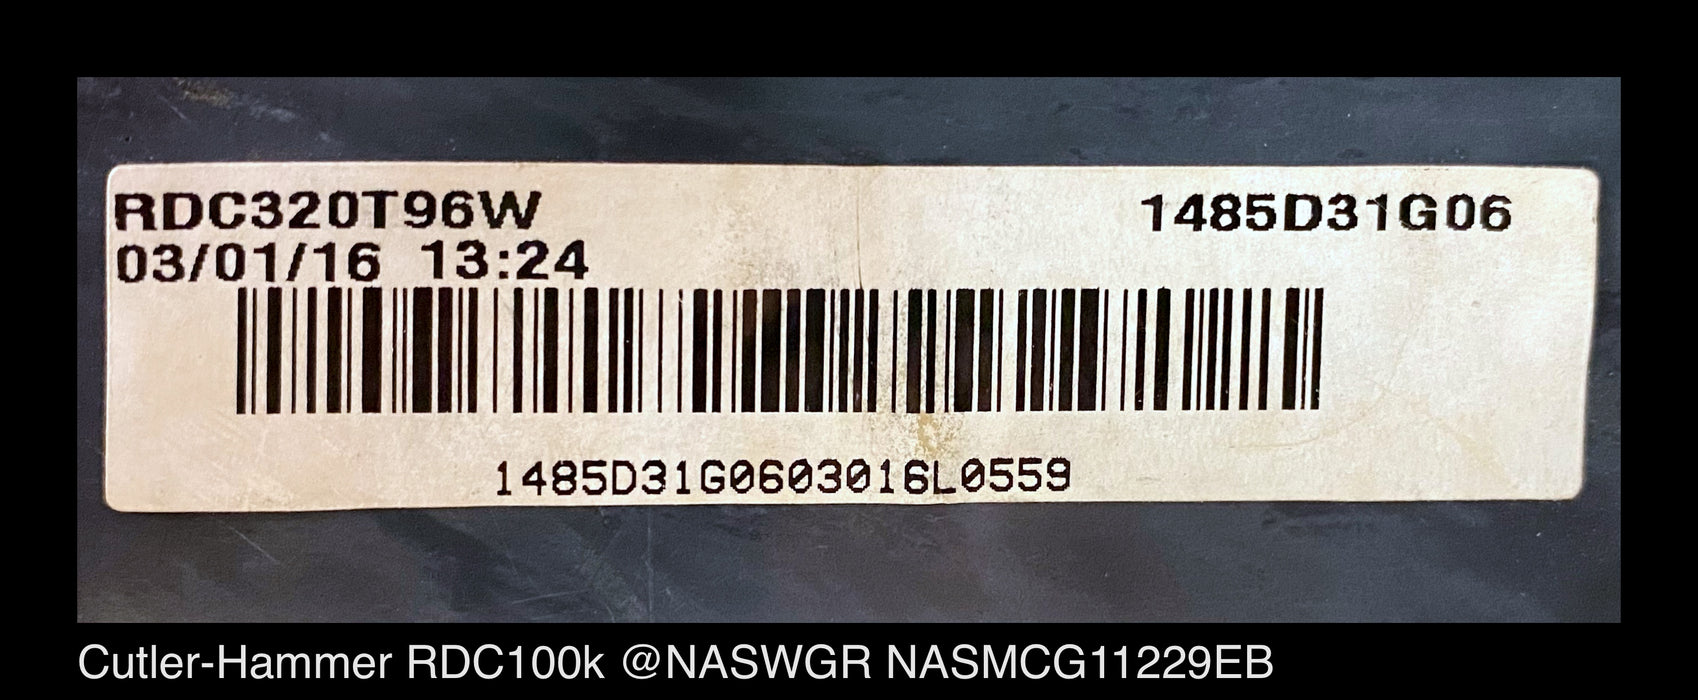 RDC320T96W 1485D31G06
03/01/16 13:24
1485D31G0603016L0559
Cutler-Hammer RDC100k @NASWGR NASMCG11229EB